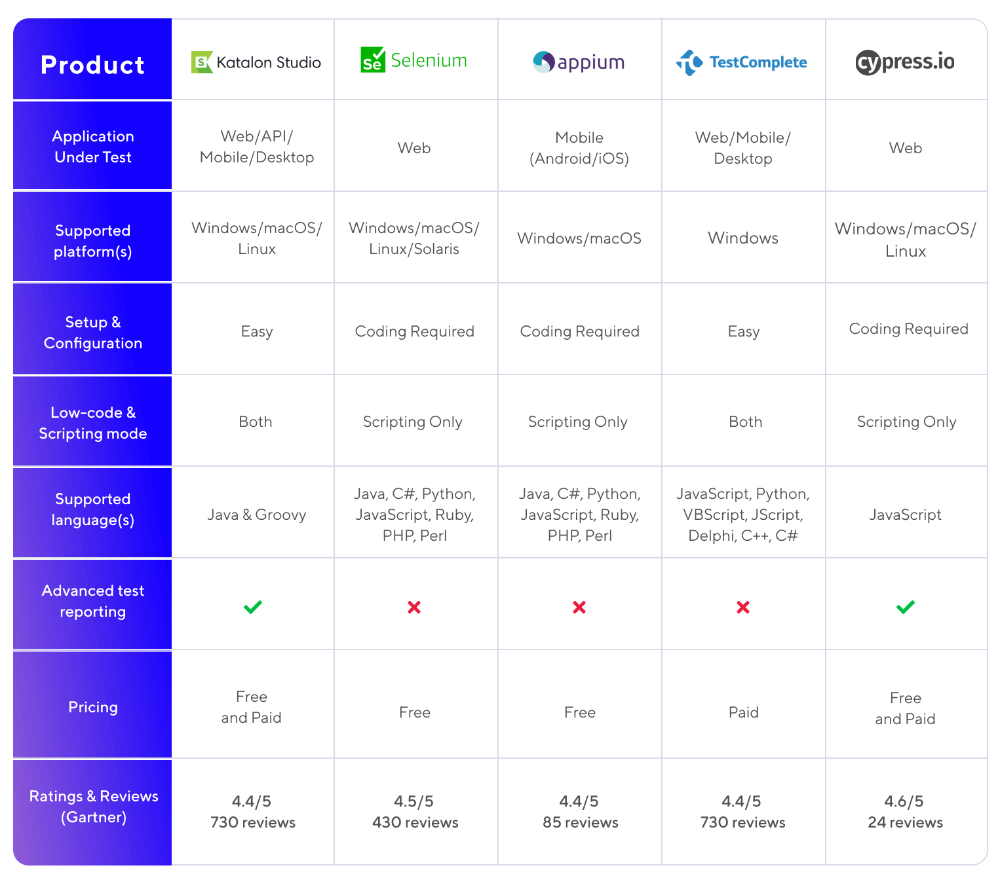 Product
Katalon Studio
Se Selenium
appium
TestComplete
cypress.io
Application
Under Test
Web/API/
Mobile/Desktop
Web
Mobile
(Android/iOS)
Web/Mobile/
Desktop
Web
Supported
platform(s)
Windows/macOS/
Linux
Windows/macOS/
Linux/Solaris
Windows/macOS
Windows
Windows/macOS/
Linux
Setup &
Configuration
Easy
Coding Required
Coding Required
Easy
Coding Required
Low-code &
Scripting mode
Both
Scripting Only
Scripting Only
Both
Scripting Only
Supported
language(s)
Java & Groovy
Java, C#, Python,
JavaScript, Ruby,
PHP, Perl
Java, C#, Python,
JavaScript, Ruby,
PHP, Perl
JavaScript, Python,
VBScript, JScript,
Delphi, C++, C#
JavaScript
Advanced test
reporting
Pricing
Free
and Paid
Free
Free
Paid
Free
and Paid
Ratings & Reviews
(Gartner)
4.4/5
730 reviews
4.5/5
430 reviews
4.4/5
85 reviews
4.4/5
730 reviews
4.6/5
24 reviews